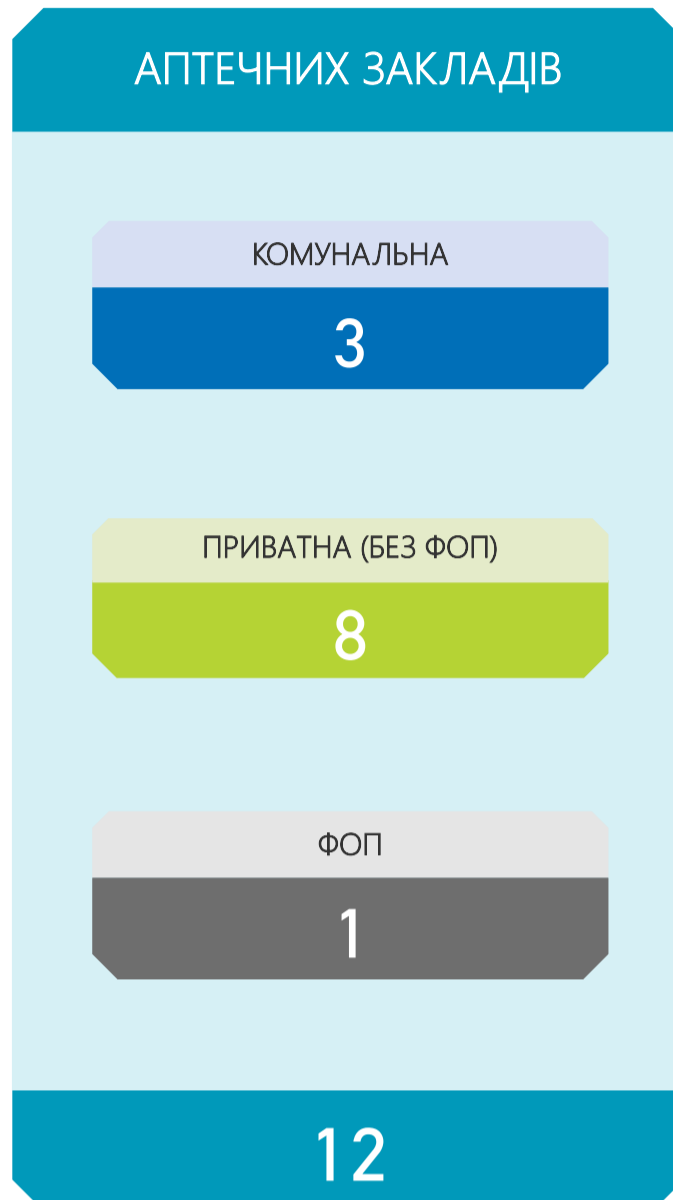 АПТЕЧНИХ ЗАКЛАДІВ
КОМУНАЛЬНА
3
ПРИВАТНА (БЕЗ ФОП)
8
ФОП
1
12